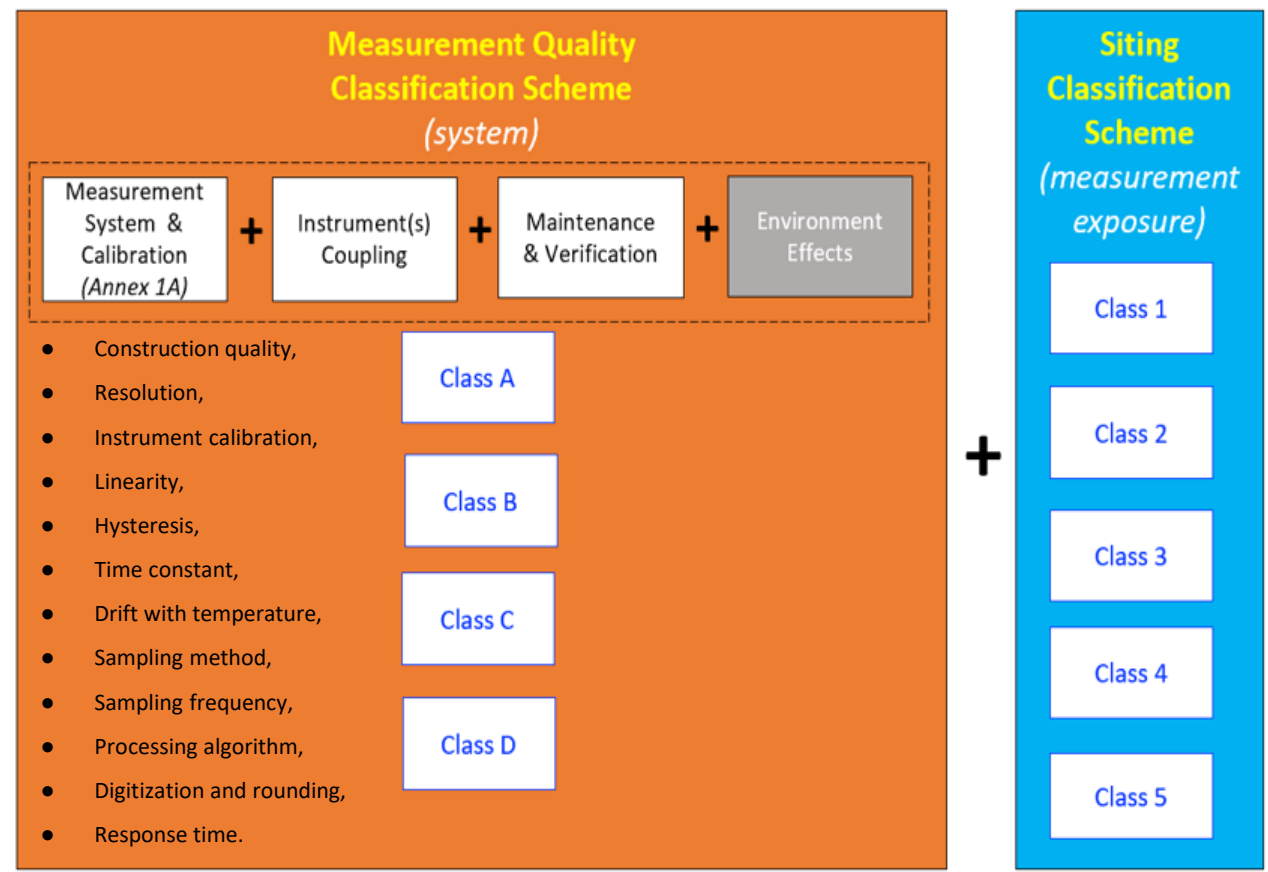 Measurement Quality
Classification Scheme
(system)
Measurement
System &
Calibration
(Annex 1A)
+
Instrument(s)
Coupling
+
Maintenance
& Verification
+
Environment
Effects
● Construction quality,
● Resolution,
● Instrument calibration,
● Linearity,
● Hysteresis,
● Time constant,
● Drift with temperature,
● Sampling method,
● Sampling frequency,
● Processing algorithm,
● Digitization and rounding,
● Response time.
Class A
Class B
Class C
Class D
+
Siting
Classification
Scheme
(measurement
exposure)
Class 1
Class 2
Class 3
Class 4
Class 5